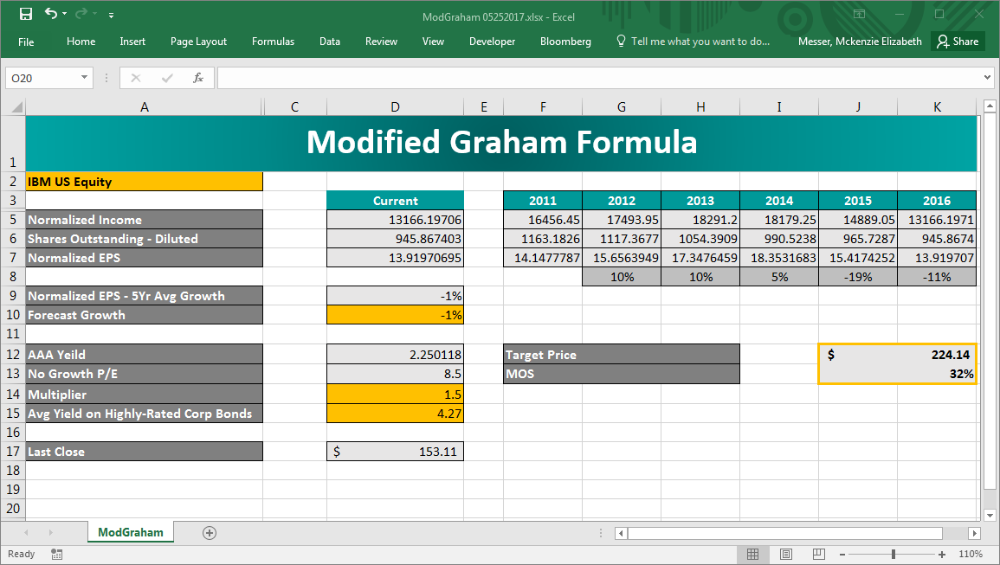 ModGraham 05252017.xlsx - Excel
File Home Insert Page Layout Formulas Data Review View Developer Bloomberg Tell me what you want to do... Messer, Mckenzie Elizabeth Share
O20 fx
A C D E F G H I J K
1 Modified Graham Formula
2 IBM US Equity
3 Current 2011 2012 2013 2014 2015 2016
5 Normalized Income 13166.19706 16456.45 17493.95 18291.2 18179.25 14889.05 13166.1971
6 Shares Outstanding - Diluted 945.867403 1163.1826 1117.3677 1054.3909 990.5238 965.7287 945.8674
7 Normalized EPS 13.91970695 14.1477787 15.6563949 17.3476459 18.3531683 15.4174252 13.919707
8 10% 10% 5% -19% -11%
9 Normalized EPS - 5Yr Avg Growth -1%
10 Forecast Growth -1%
11
12 AAA Yeild 2.250118 Target Price $ 224.14
13 No Growth P/E 8.5 MOS 32%
14 Multiplier 1.5
15 Avg Yield on Highly-Rated Corp Bonds 4.27
16
17 Last Close $ 153.11
18
19
20
ModGraham
Ready 110%